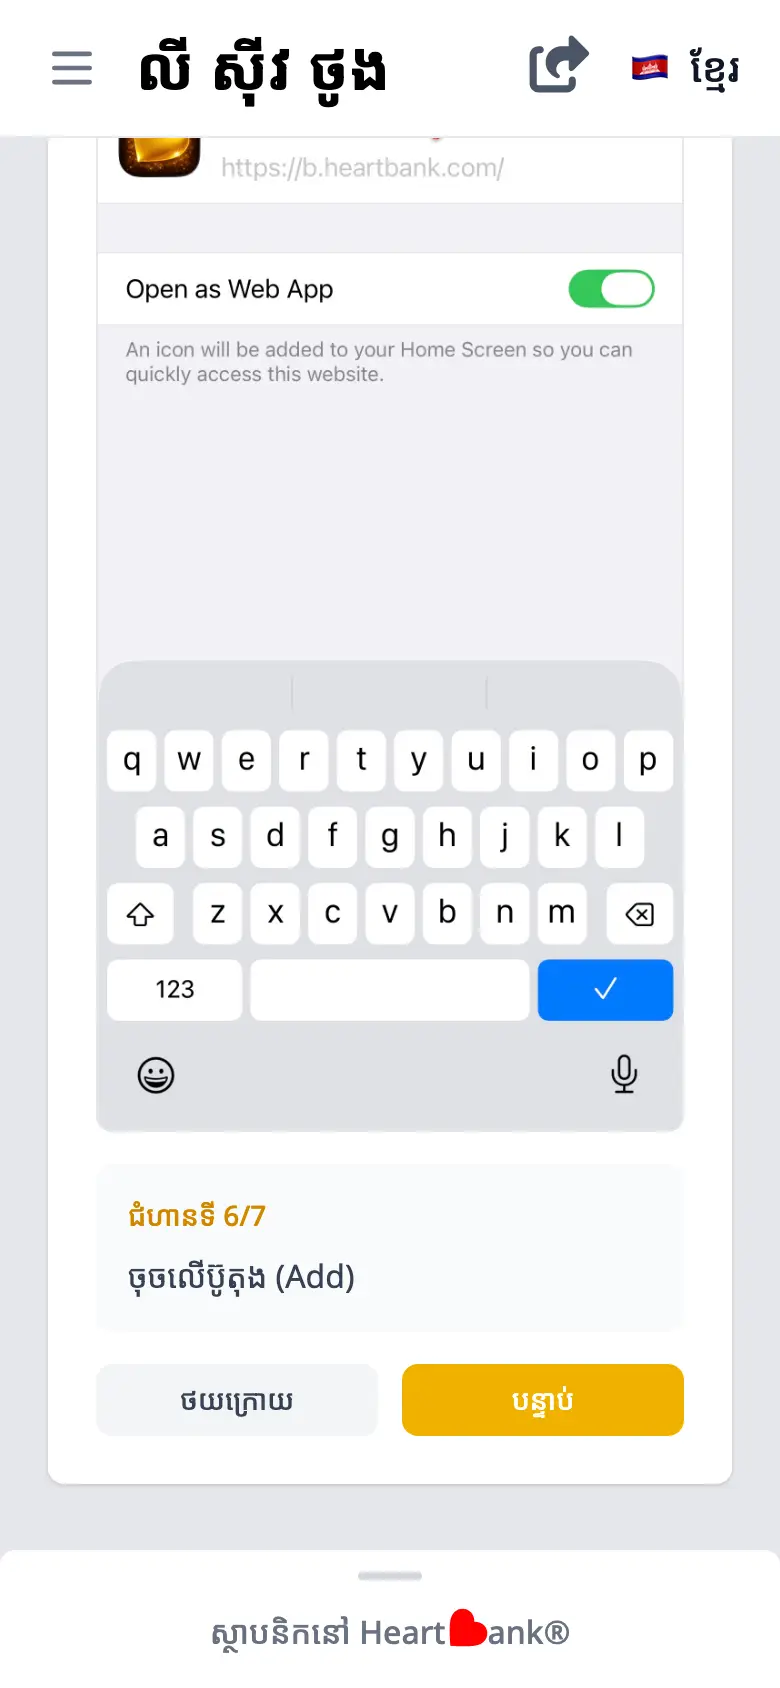 លី ស៊ីវ ថូង
ខ្មែរ
https://b.heartbank.com/
Open as Web App
An icon will be added to your Home Screen so you can
quickly access this website.
q w e r t y u i o p
a s d f g h j k l
z x c v b n m
123
ជំហានទី 6/7
ចុចលើប៊ូតុង (Add)
ថយក្រោយ
បន្ទាប់
ស្ថាបនិកនៅ Heart ank®